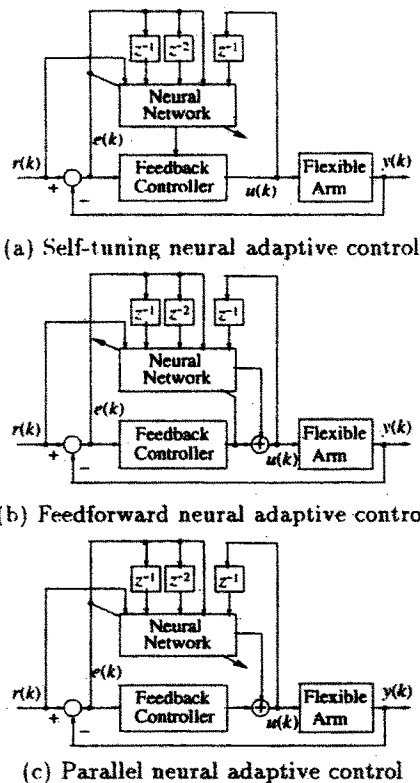 z⁻¹ z⁻² z⁻¹
Neural
Network
r(k) e(k) Feedback Flexible y(k)
+ Controller u(k) Arm
−
(a) Self-tuning neural adaptive control
z⁻¹ z⁻² z⁻¹
Neural
Network
r(k) e(k) Feedback Flexible y(k)
+ Controller + u(k) Arm
−
(b) Feedforward neural adaptive contro
z⁻¹ z⁻² z⁻¹
Neural
Network
r(k) e(k) Feedback Flexible y(k)
+ Controller + u(k) Arm
−
(c) Parallel neural adaptive control